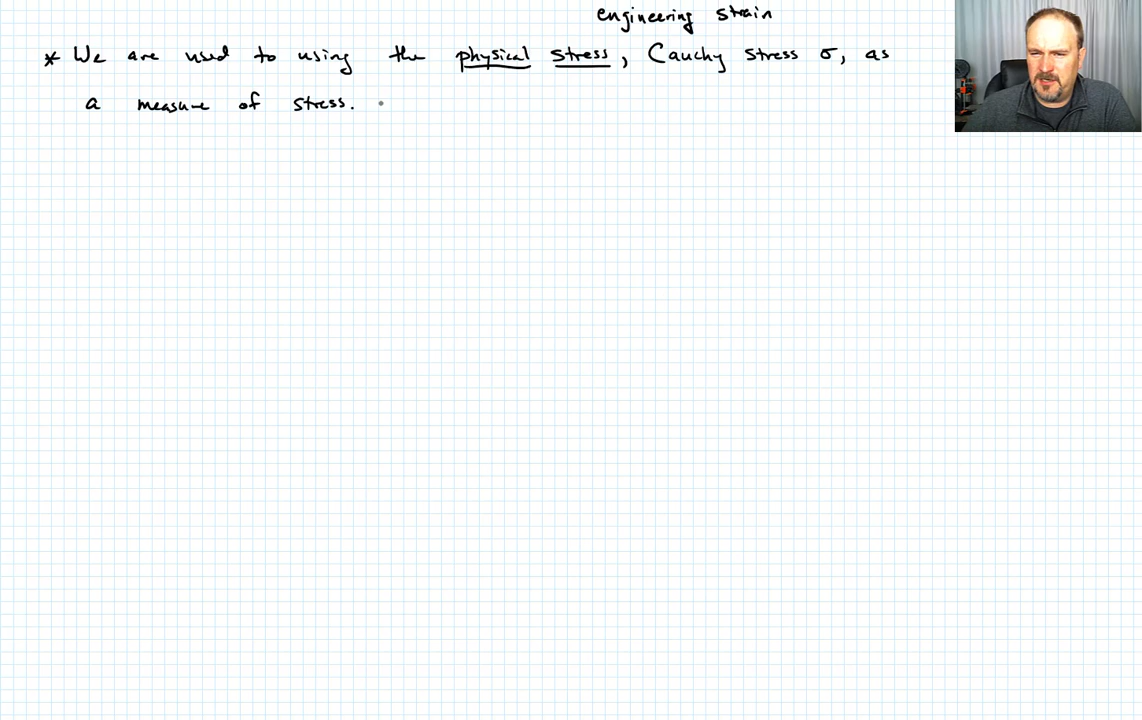 engineering strain
* We are used to using the physical stress, Cauchy stress σ, as
a measure of stress.